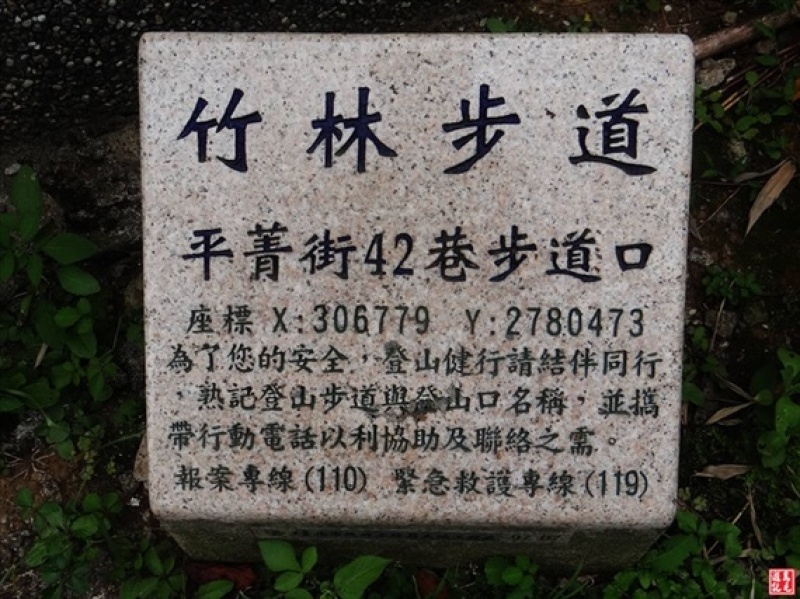 竹林步道
平菁街42巷步道口
座標 X:306779 Y:2780473
為了您的安全，登山健行請結伴同行
，熟記登山步道與登山口名稱，並攜
帶行動電話以利協助及聯絡之需。
報案專線(110) 緊急救護專線(119)